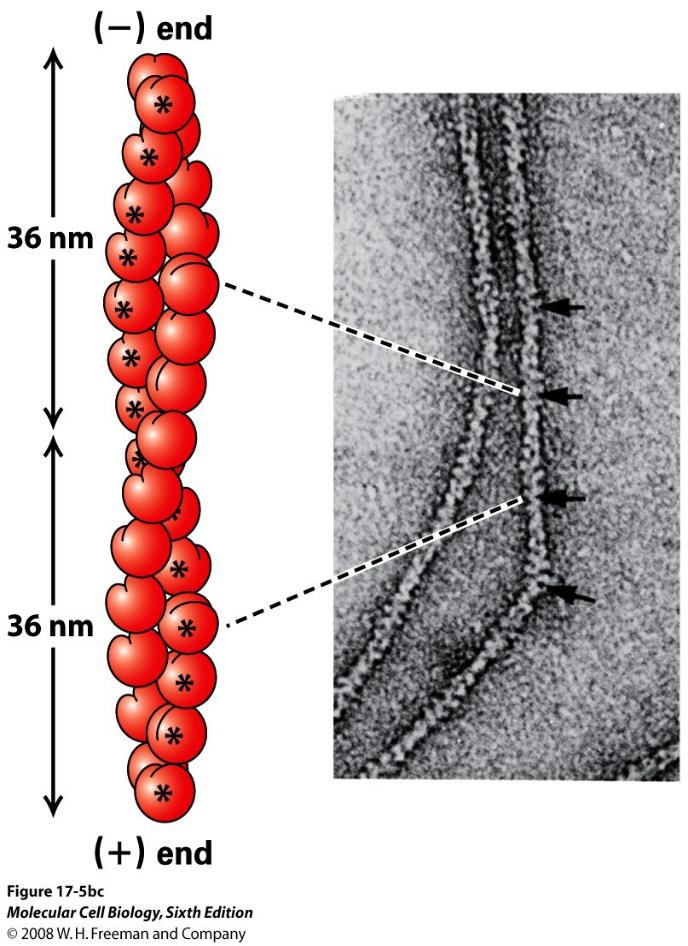 (−) end
36 nm
36 nm
(+) end
Figure 17-5bc
Molecular Cell Biology, Sixth Edition
© 2008 W. H. Freeman and Company